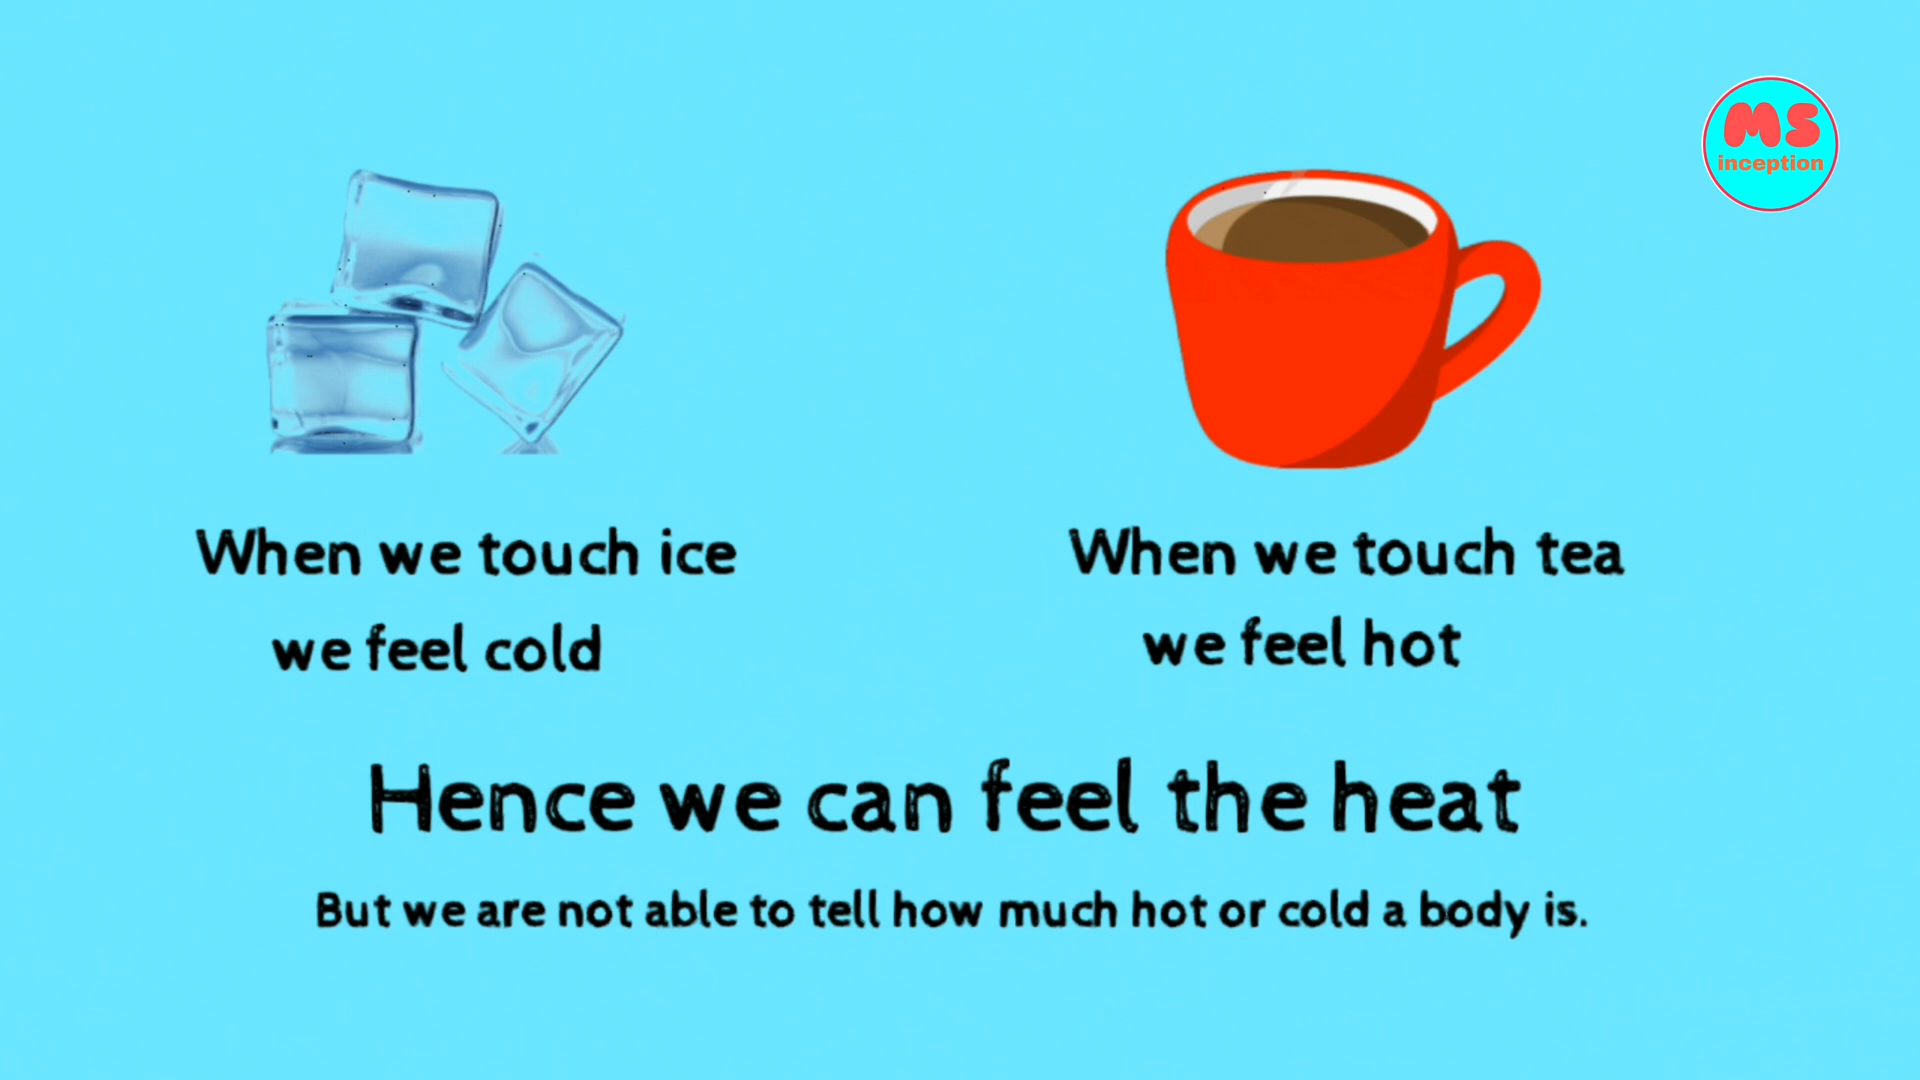 MS
inception
When we touch ice
we feel cold
When we touch tea
we feel hot
Hence we can feel the heat
But we are not able to tell how much hot or cold a body is.